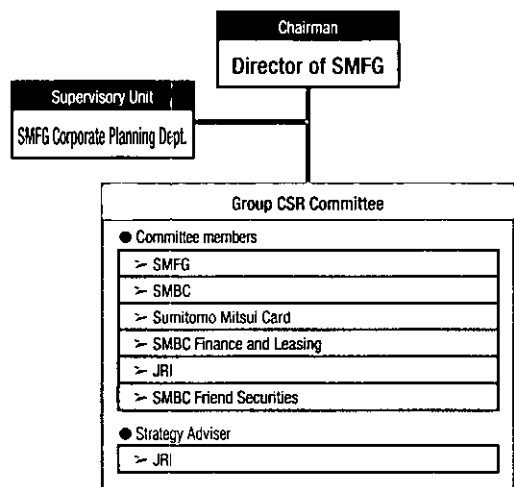 Chairman
Director of SMFG
Supervisory Unit
SMFG Corporate Planning Dept.
Group CSR Committee
● Committee members
➢ SMFG
➢ SMBC
➢ Sumitomo Mitsui Card
➢ SMBC Finance and Leasing
➢ JRI
➢ SMBC Friend Securities
● Strategy Adviser
➢ JRI